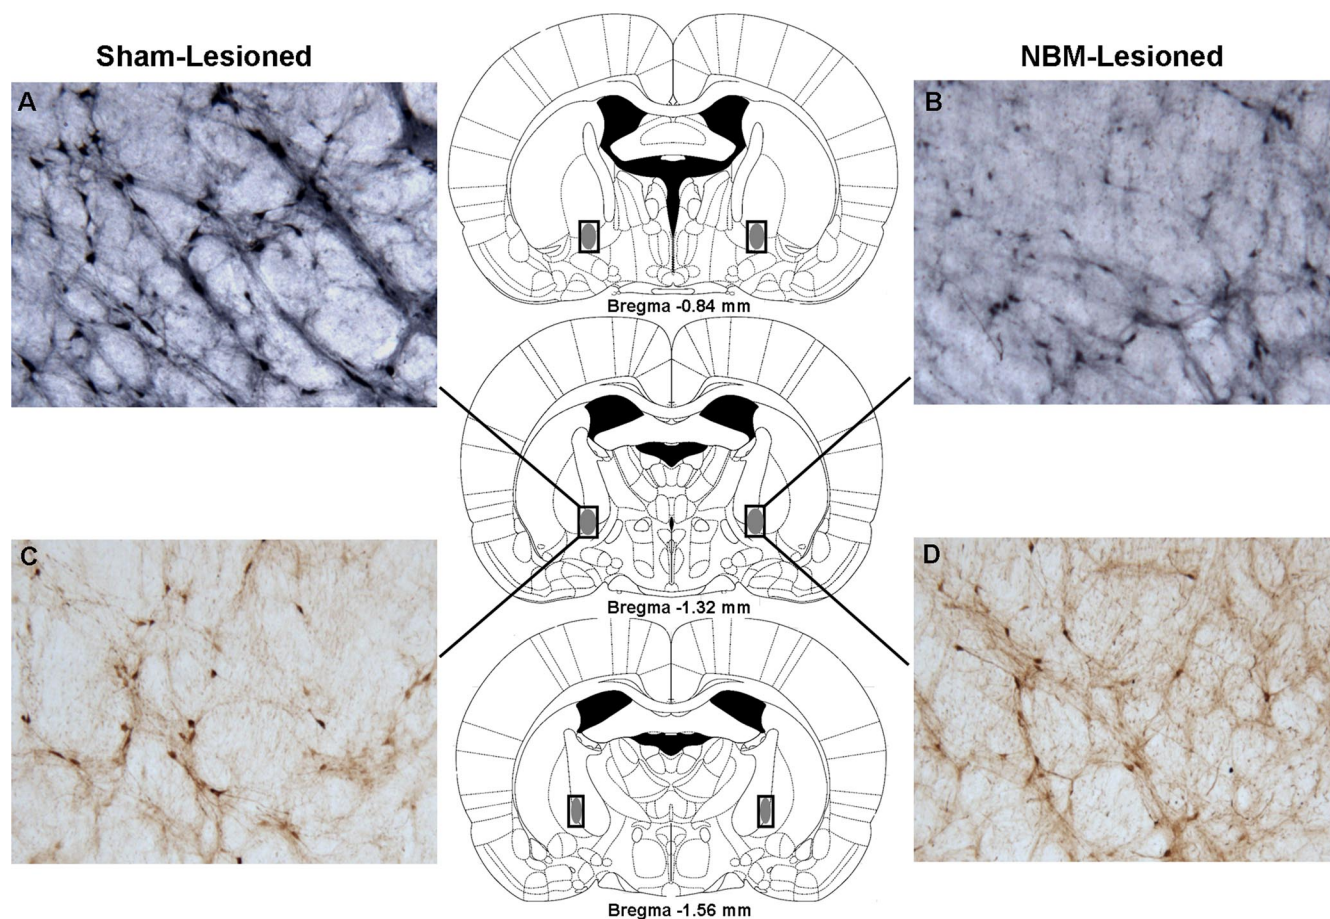 Sham-Lesioned
NBM-Lesioned
A
B
Bregma -0.84 mm
C
D
Bregma -1.32 mm
Bregma -1.56 mm